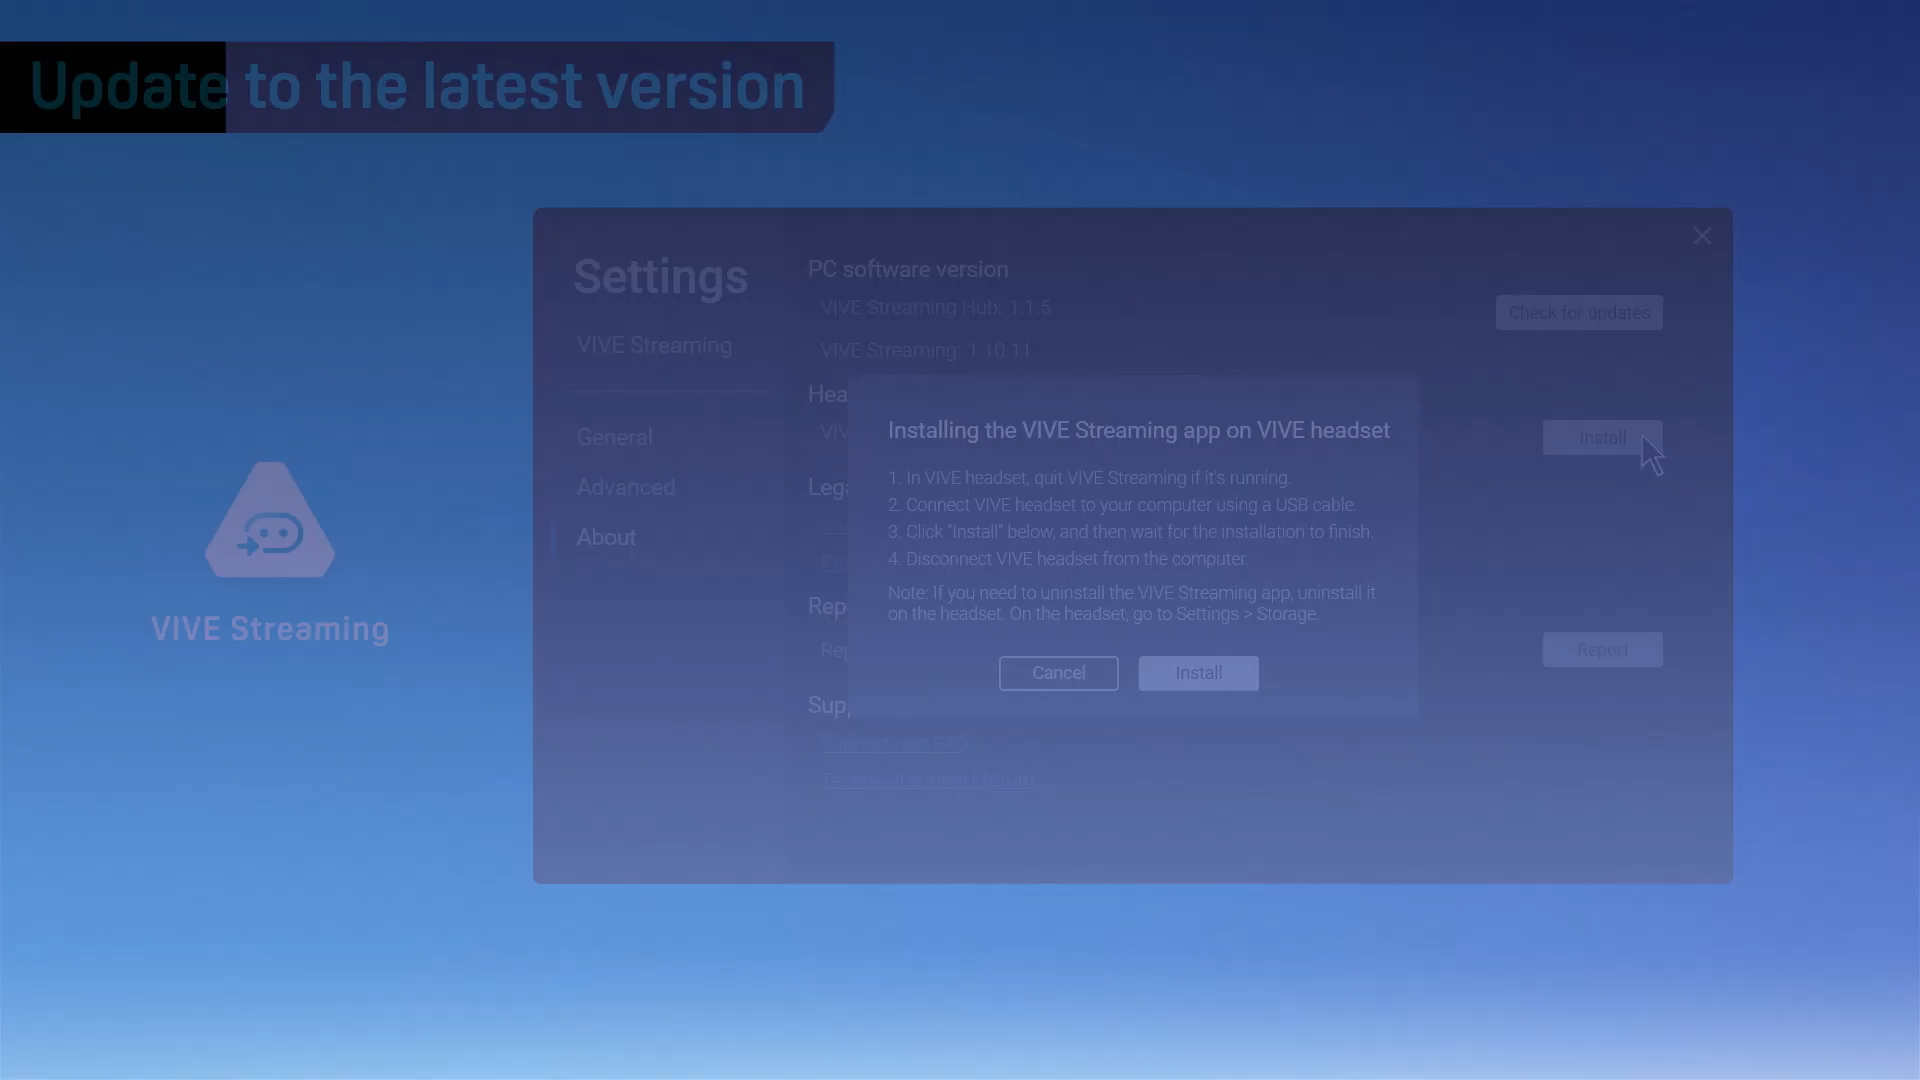 Update to the latest version
Settings
VIVE Streaming
General
Advanced
About
PC software version
VIVE Streaming Hub: 1.1.5
Check for updates
VIVE Streaming: 1.10.11
Hea
VIV
Install
Lega
Rep
Rep
Report
Supp
Installing the VIVE Streaming app on VIVE headset
1. In VIVE headset, quit VIVE Streaming if it's running.
2. Connect VIVE headset to your computer using a USB cable.
3. Click "Install" below, and then wait for the installation to finish.
4. Disconnect VIVE headset from the computer.
Note: If you need to uninstall the VIVE Streaming app, uninstall it
on the headset. On the headset, go to Settings > Storage.
Cancel
Install
VIVE Streaming